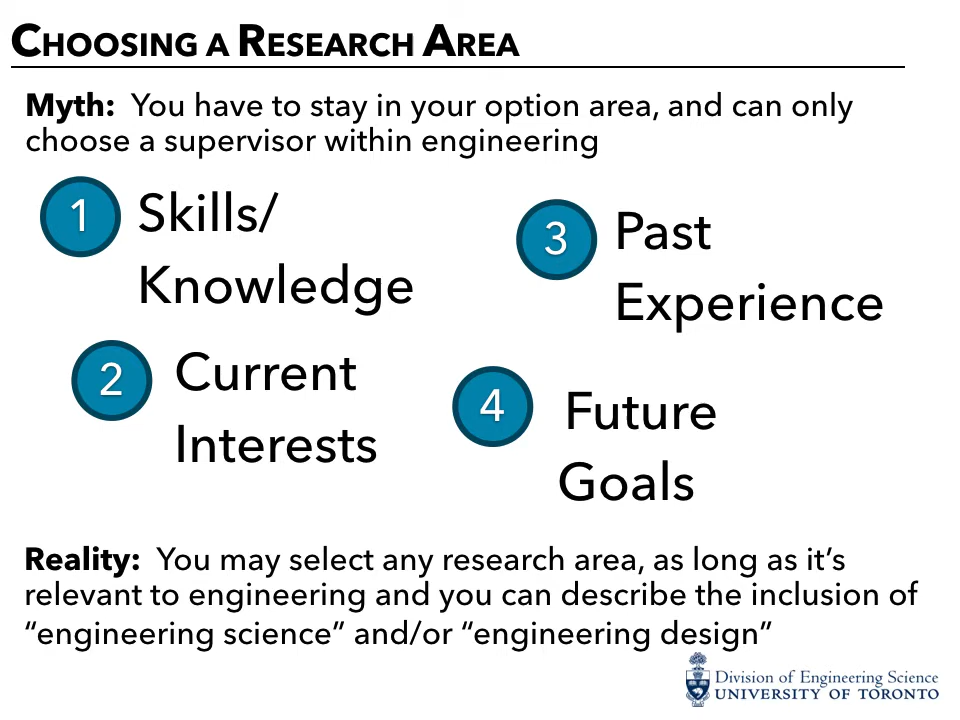 CHOOSING A RESEARCH AREA
Myth: You have to stay in your option area, and can only
choose a supervisor within engineering
1
Skills/
Knowledge
2
Current
Interests
3
Past
Experience
4
Future
Goals
Reality: You may select any research area, as long as it’s
relevant to engineering and you can describe the inclusion of
“engineering science” and/or “engineering design”
Division of Engineering Science
UNIVERSITY OF TORONTO